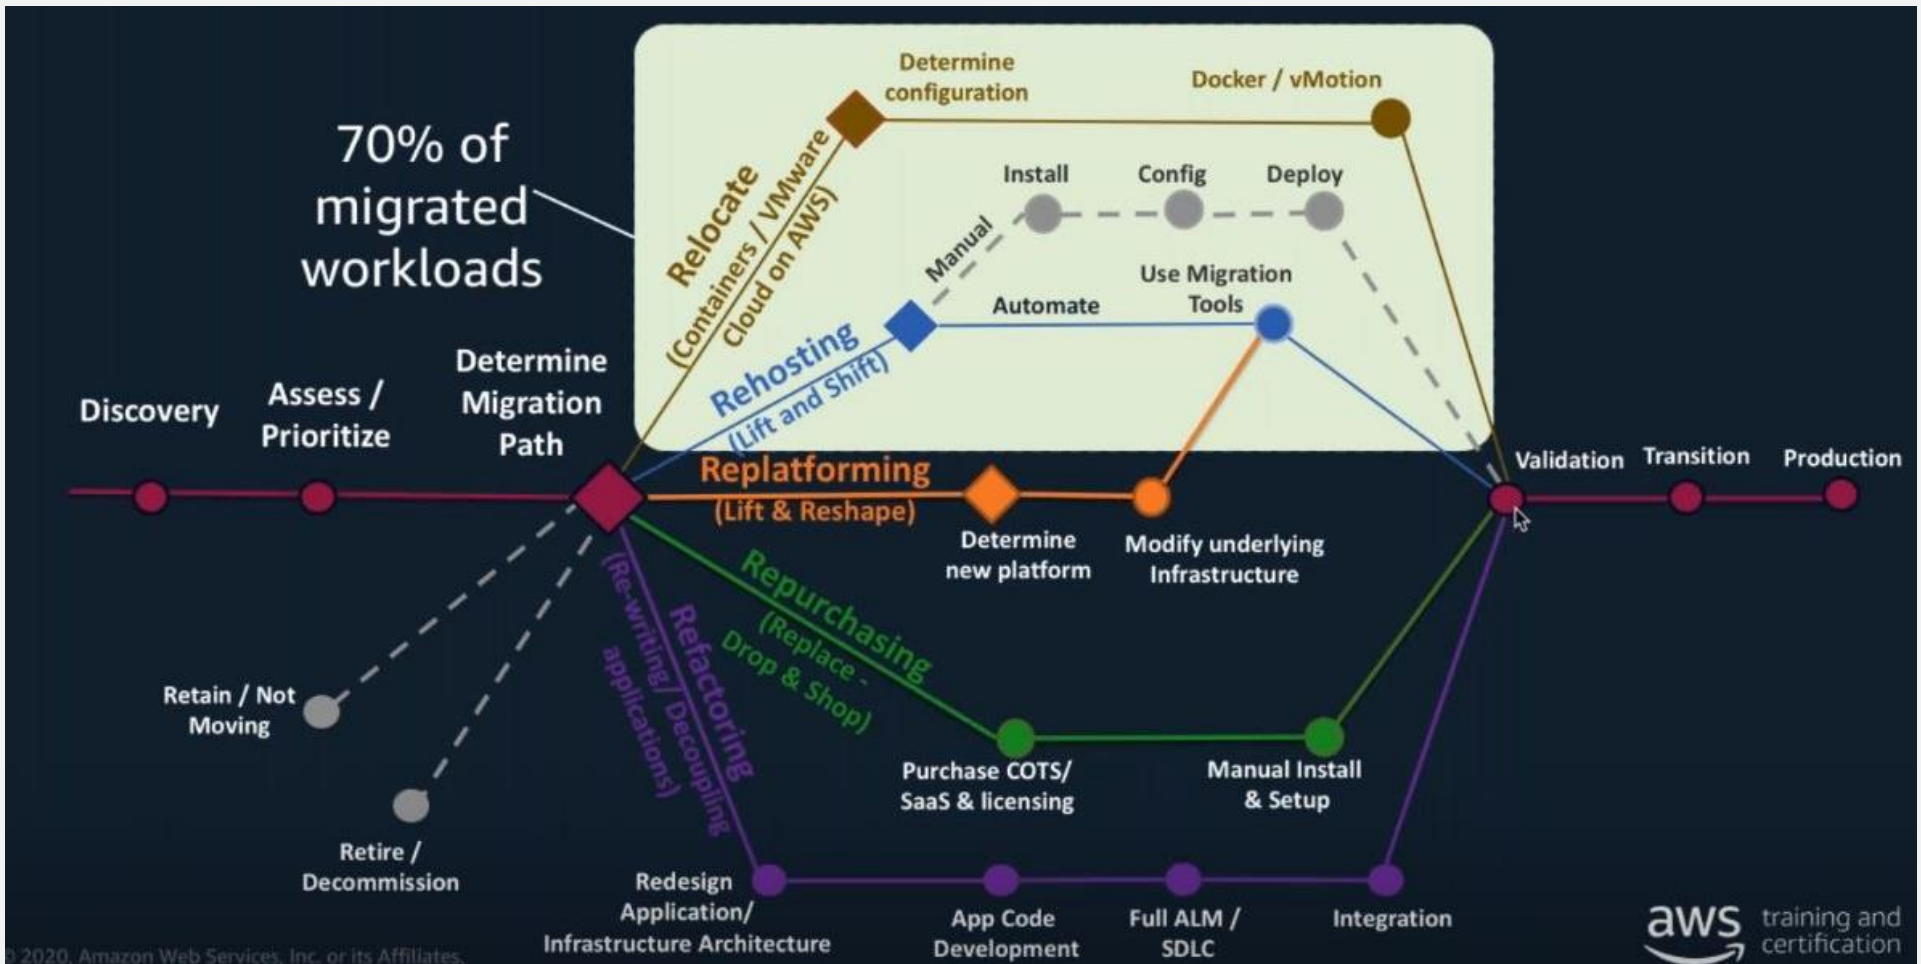 70% of
migrated
workloads
Determine
configuration
Docker / vMotion
Relocate
(Containers / VMware
Cloud on AWS)
Install
Config
Deploy
Manual
Automate
Use Migration
Tools
Rehosting
(Lift and Shift)
Discovery
Assess /
Prioritize
Determine
Migration
Path
Replatforming
(Lift & Reshape)
Determine
new platform
Modify underlying
Infrastructure
Validation
Transition
Production
Repurchasing
(Replace -
Drop & Shop)
Purchase COTS/
SaaS & licensing
Manual Install
& Setup
Refactoring
(Re-writing/ Decoupling
applications)
Retain / Not
Moving
Retire /
Decommission
Redesign
Application/
Infrastructure Architecture
App Code
Development
Full ALM /
SDLC
Integration
aws training and
certification
© 2020, Amazon Web Services, Inc. or its Affiliates.